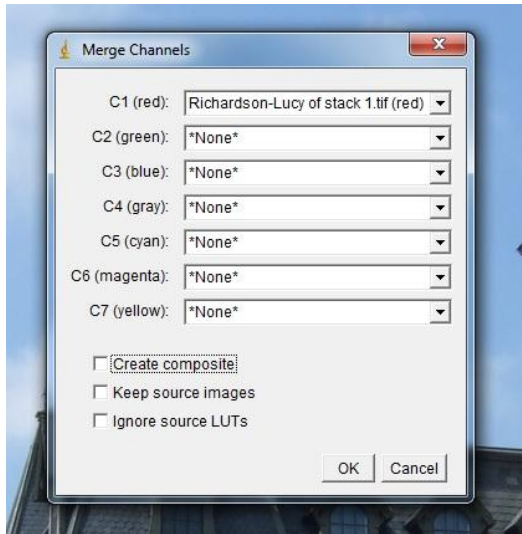 Merge Channels
C1 (red): Richardson-Lucy of stack 1.tif (red)
C2 (green): *None*
C3 (blue): *None*
C4 (gray): *None*
C5 (cyan): *None*
C6 (magenta): *None*
C7 (yellow): *None*
Create composite
Keep source images
Ignore source LUTs
OK Cancel